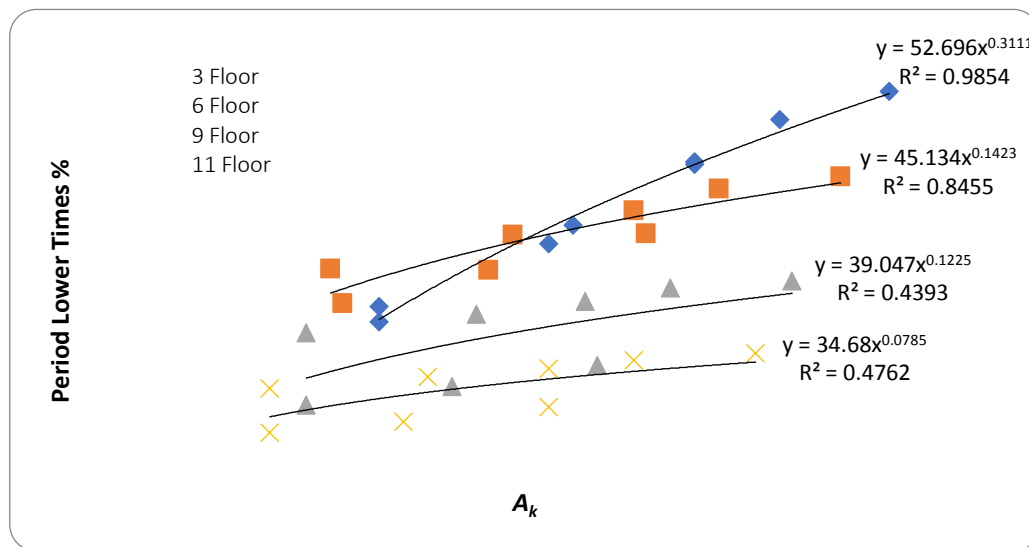 y = 52.696x^0.3111
R² = 0.9854
3 Floor
6 Floor
9 Floor
11 Floor
y = 45.134x^0.1423
R² = 0.8455
Period Lower Times %
y = 39.047x^0.1225
R² = 0.4393
y = 34.68x^0.0785
R² = 0.4762
A_k